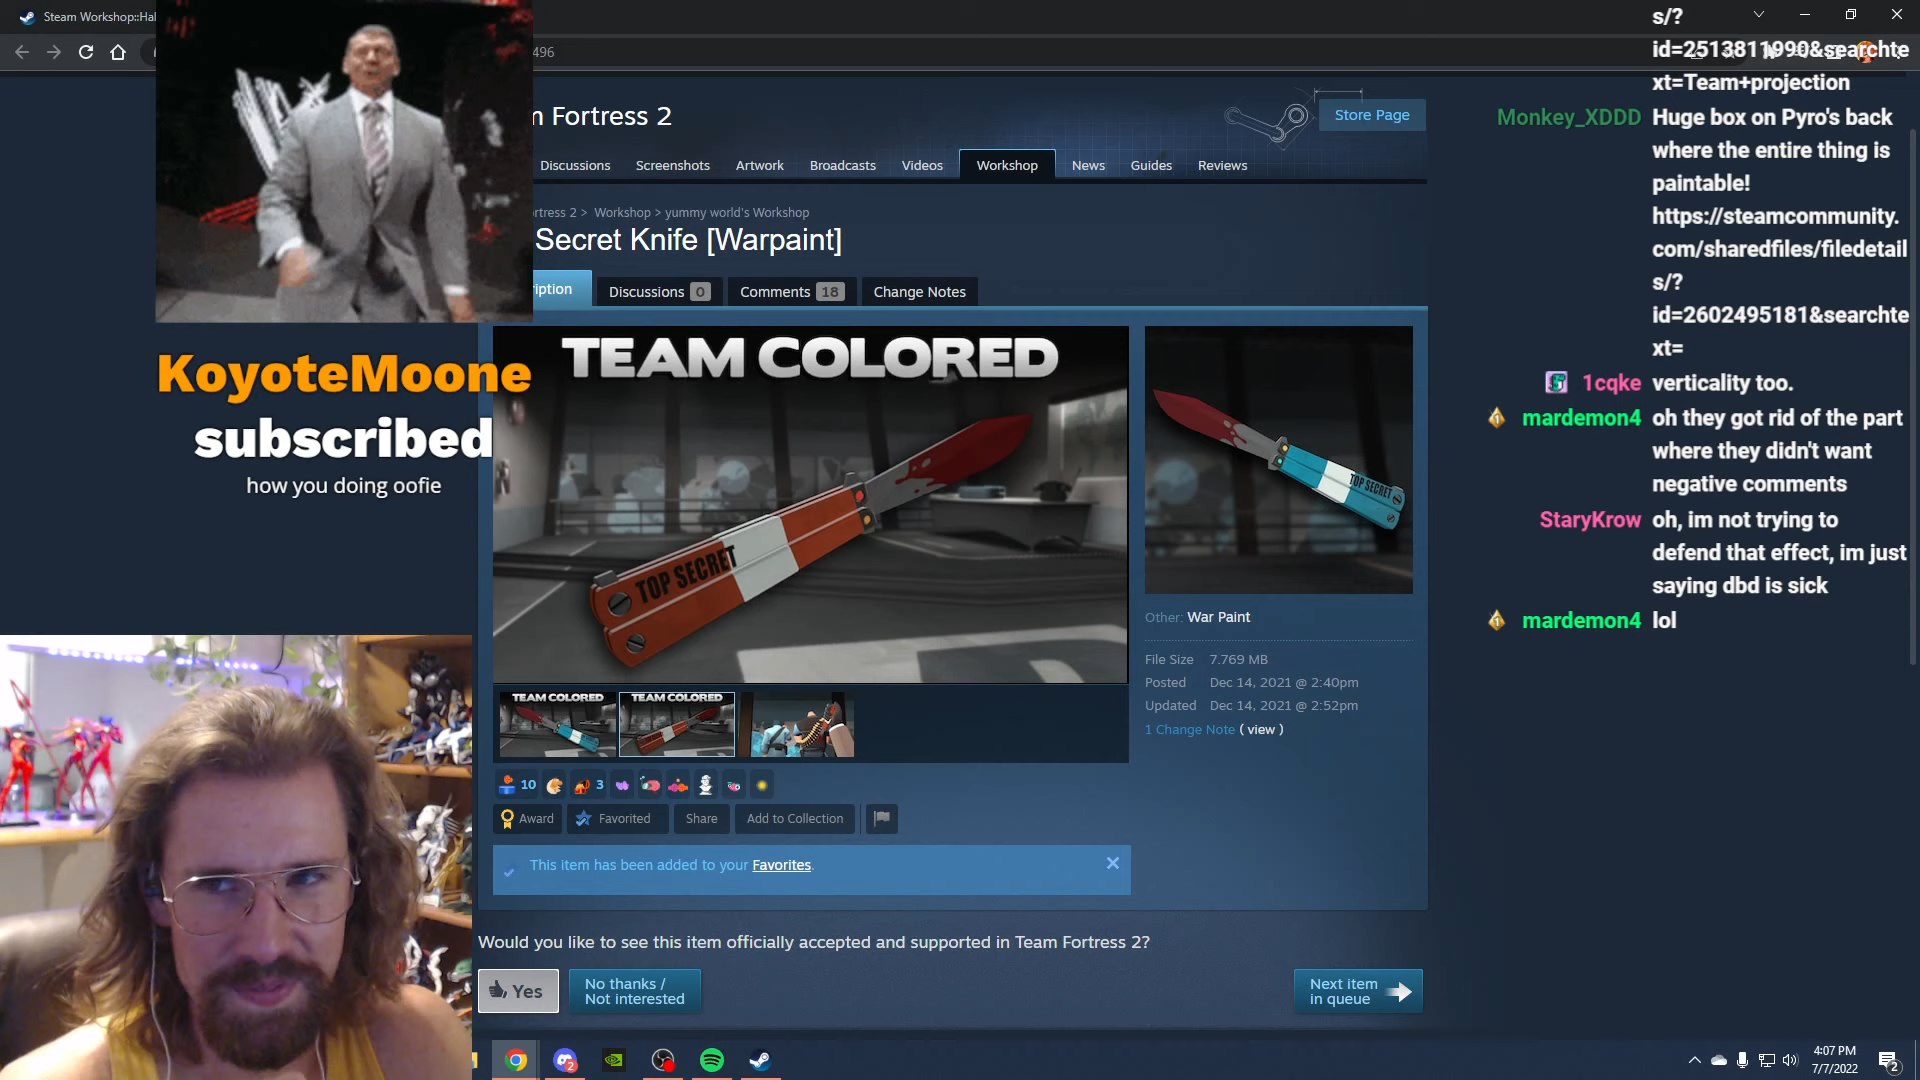 Steam Workshop::Hal
496
s/?
id=2513811990&searchte
xt=Team+projection
Monkey_XDDD Huge box on Pyro's back
where the entire thing is
paintable!
https://steamcommunity.
com/sharedfiles/filedetail
s/?
id=2602495181&searchte
xt=
1cqke verticality too.
mardemon4 oh they got rid of the part
where they didn't want
negative comments
StaryKrow oh, im not trying to
defend that effect, im just
saying dbd is sick
mardemon4 lol
m Fortress 2
Store Page
Discussions Screenshots Artwork Broadcasts Videos Workshop News Guides Reviews
rtress 2 > Workshop > yummy world's Workshop
Secret Knife [Warpaint]
iption Discussions 0 Comments 18 Change Notes
KoyoteMoone
subscribed
how you doing oofie
TEAM COLORED
TOP SECRET
TOP SECRET
TEAM COLORED TEAM COLORED
Other: War Paint
File Size 7.769 MB
Posted Dec 14, 2021 @ 2:40pm
Updated Dec 14, 2021 @ 2:52pm
1 Change Note ( view )
10 3
Award Favorited Share Add to Collection
This item has been added to your Favorites.
Would you like to see this item officially accepted and supported in Team Fortress 2?
Yes
No thanks /
Not interested
Next item
in queue
2
4:07 PM
7/7/2022
2